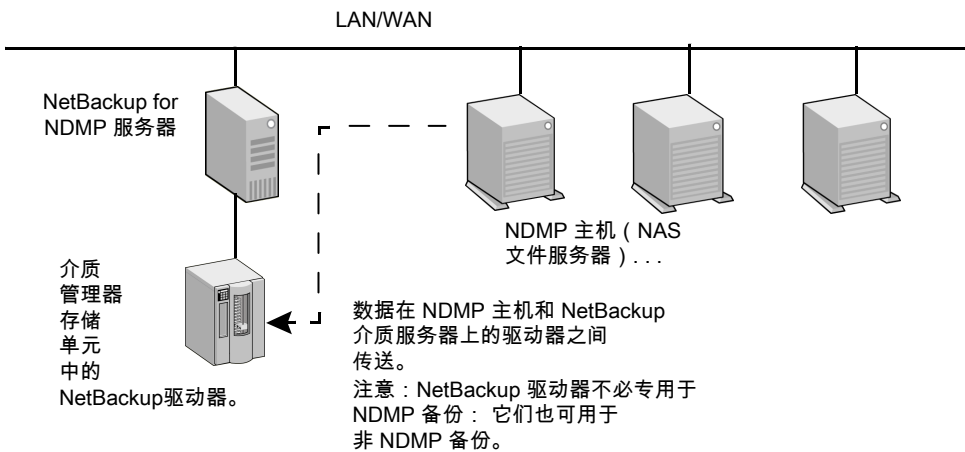 LAN/WAN
NetBackup for
NDMP 服务器
NDMP 主机（NAS
文件服务器）. . .
介质
管理器
存储
单元
中的
NetBackup驱动器。
数据在 NDMP 主机和 NetBackup
介质服务器上的驱动器之间
传送。
注意：NetBackup 驱动器不必专用于
NDMP 备份： 它们也可用于
非 NDMP 备份。